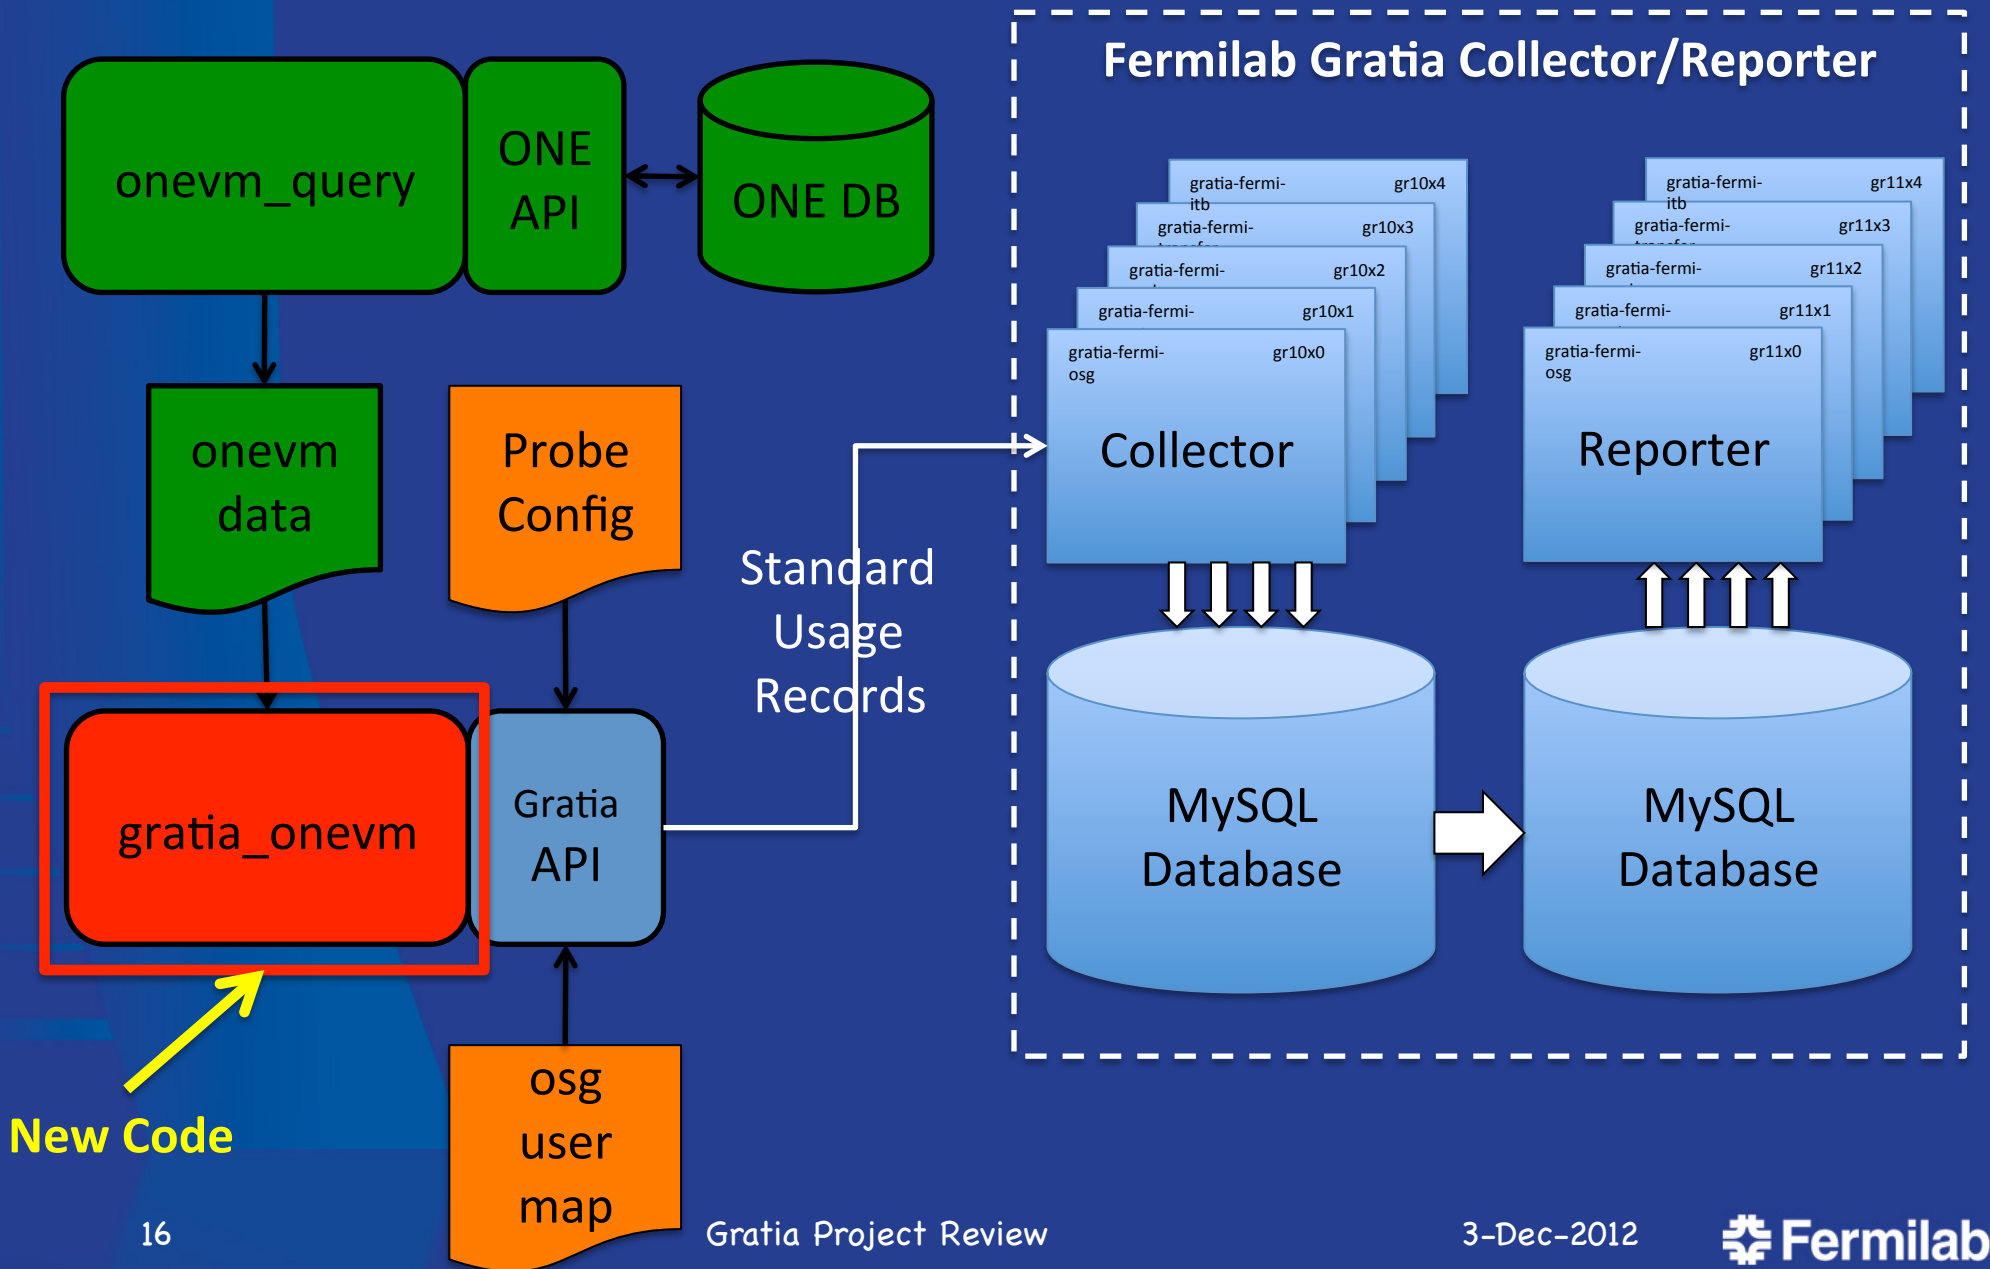 Fermilab Gratia Collector/Reporter
onevm_query
ONE
API
ONE DB
gratia-fermi-
itb
gr10x4
gratia-fermi-
gr10x3
gratia-fermi-
gr10x2
gratia-fermi-
gr10x1
gratia-fermi-
osg
gr10x0
Collector
gratia-fermi-
itb
gr11x4
gratia-fermi-
gr11x3
gratia-fermi-
gr11x2
gratia-fermi-
gr11x1
gratia-fermi-
osg
gr11x0
Reporter
onevm
data
Probe
Config
Standard
Usage
Records
gratia_onevm
Gratia
API
MySQL
Database
MySQL
Database
New Code
osg
user
map
16
Gratia Project Review
3-Dec-2012
Fermilab